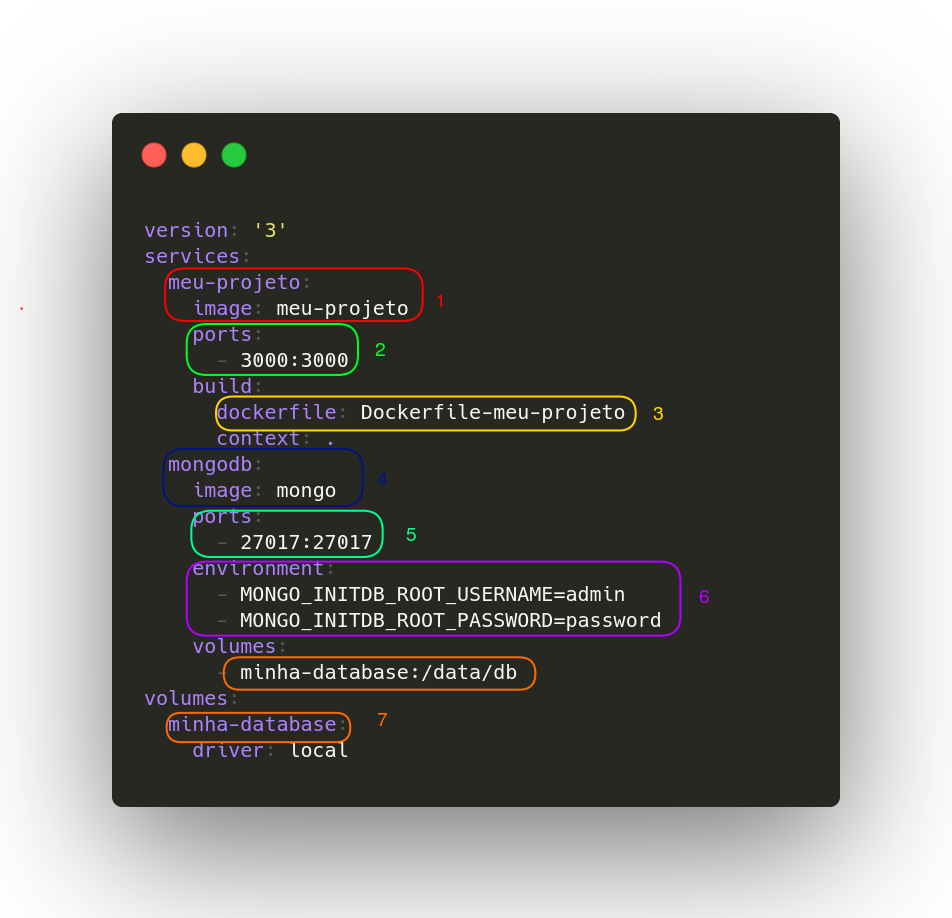 version: '3'
services:
  meu-projeto:
    image: meu-projeto 1
    ports:
      - 3000:3000 2
    build:
      dockerfile: Dockerfile-meu-projeto 3
      context: .
  mongodb:
    image: mongo 4
    ports:
      - 27017:27017 5
    environment:
      - MONGO_INITDB_ROOT_USERNAME=admin 6
      - MONGO_INITDB_ROOT_PASSWORD=password
    volumes:
      - minha-database:/data/db
volumes:
  minha-database: 7
    driver: local